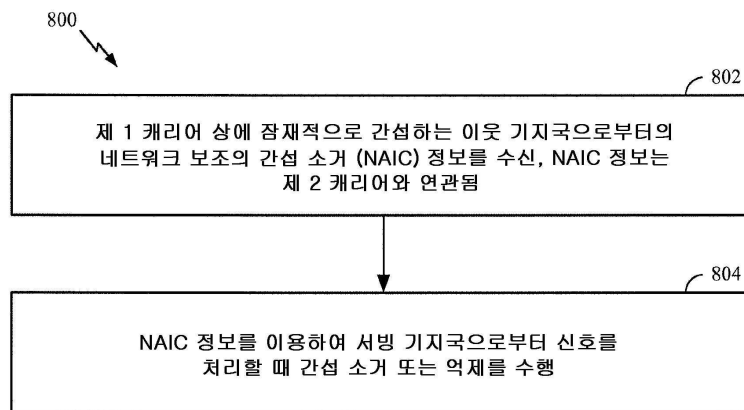 800
802
제 1 캐리어 상에 잠재적으로 간섭하는 이웃 기지국으로부터의
네트워크 보조의 간섭 소거 (NAIC) 정보를 수신, NAIC 정보는
제 2 캐리어와 연관됨
804
NAIC 정보를 이용하여 서빙 기지국으로부터 신호를
처리할 때 간섭 소거 또는 억제를 수행